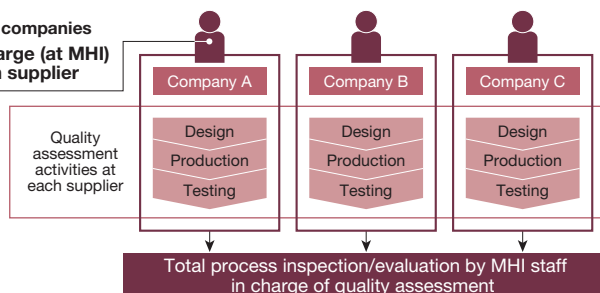 companies
arge (at MHI)
supplier
Company A
Company B
Company C
Quality
assessment
activities at
each supplier
Design
Production
Testing
Design
Production
Testing
Design
Production
Testing
Total process inspection/evaluation by MHI staff
in charge of quality assessment